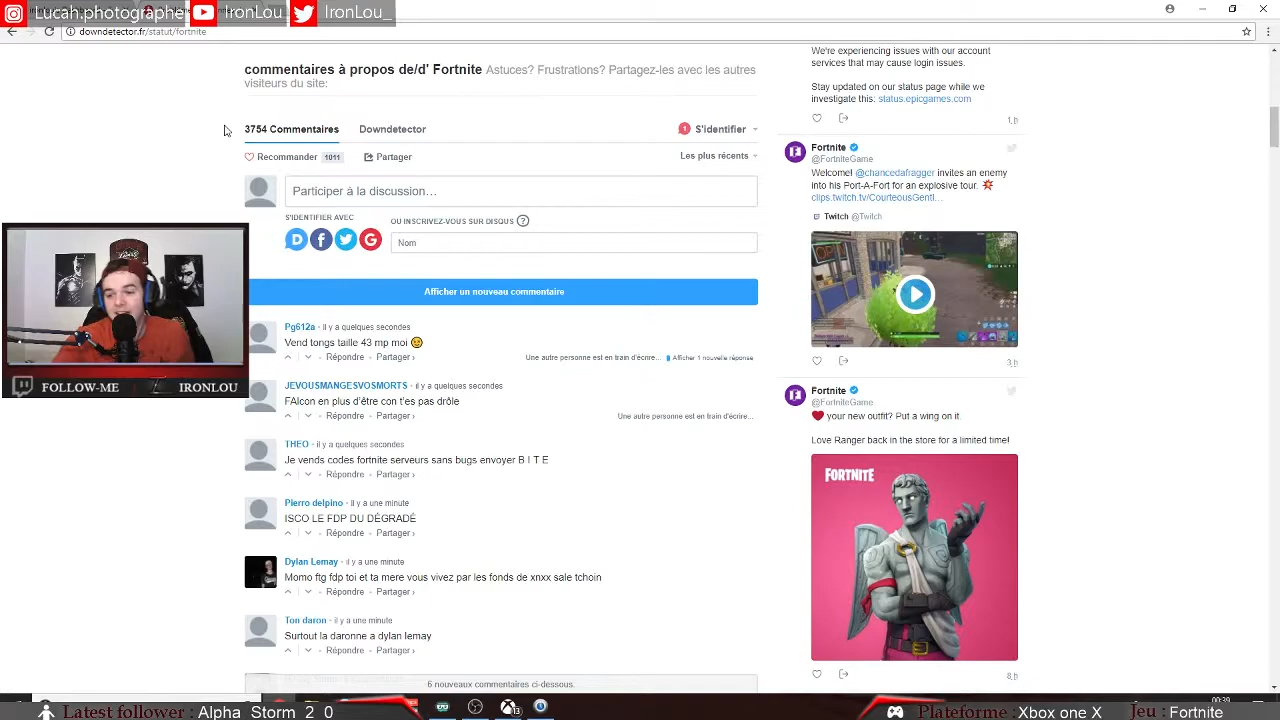 Lucah.photographe IronLou IronLou_
downdetector.fr/statut/fortnite
commentaires à propos de/d' Fortnite Astuces? Frustrations? Partagez-les avec les autres
visiteurs du site:
3754 Commentaires Downdetector 1 S'identifier
Recommander 1011 Partager Les plus récents
Participer à la discussion…
S'IDENTIFIER AVEC
OU INSCRIVEZ-VOUS SUR DISQUS ?
Nom
Afficher un nouveau commentaire
Pg612a • il y a quelques secondes
Vend tongs taille 43 mp moi 😉
Répondre • Partager ›
Une autre personne est en train d'écrire... Afficher 1 nouvelle réponse
JEVOUSMANGESVOSMORTS • il y a quelques secondes
FAlcon en plus d'être con t'es pas drôle
Répondre • Partager ›
Une autre personne est en train d'écrire...
THEO • il y a quelques secondes
Je vends codes fortnite serveurs sans bugs envoyer B I T E
Répondre • Partager ›
Pierro delpino • il y a une minute
ISCO LE FDP DU DÉGRADÉ
Répondre • Partager ›
Dylan Lemay • il y a une minute
Momo ftg fdp toi et ta mere vous vivez par les fonds de xnxx sale tchoin
Répondre • Partager ›
Ton daron • il y a une minute
Surtout la daronne a dylan lemay
Répondre • Partager ›
6 nouveaux commentaires ci-dessous.
We're experiencing issues with our account
services that may cause login issues.
Stay updated on our status page while we
investigate this: status.epicgames.com
1 h
Fortnite
@FortniteGame
Welcome! @chancedafragger invites an enemy
into his Port-A-Fort for an explosive tour. 💥
clips.twitch.tv/CourteousGentl…
Twitch @Twitch
3 h
Fortnite
@FortniteGame
❤ your new outfit? Put a wing on it.
Love Ranger back in the store for a limited time!
FORTNITE
8 h
FOLLOW-ME IRONLOU
13
00:39
Latest follower : Alpha_Storm_2_0 Plateforme : Xbox one X Jeu : Fortnite